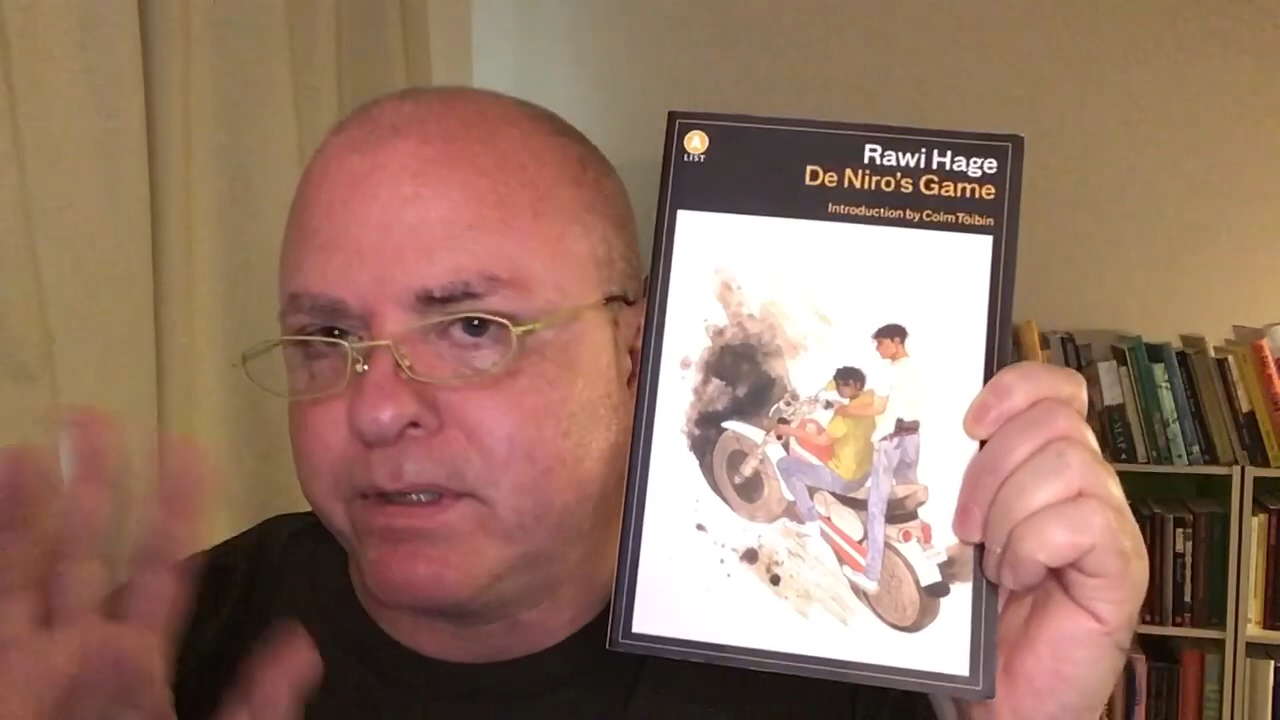 A
LIST
Rawi Hage
De Niro's Game
Introduction by Colm Tóibín